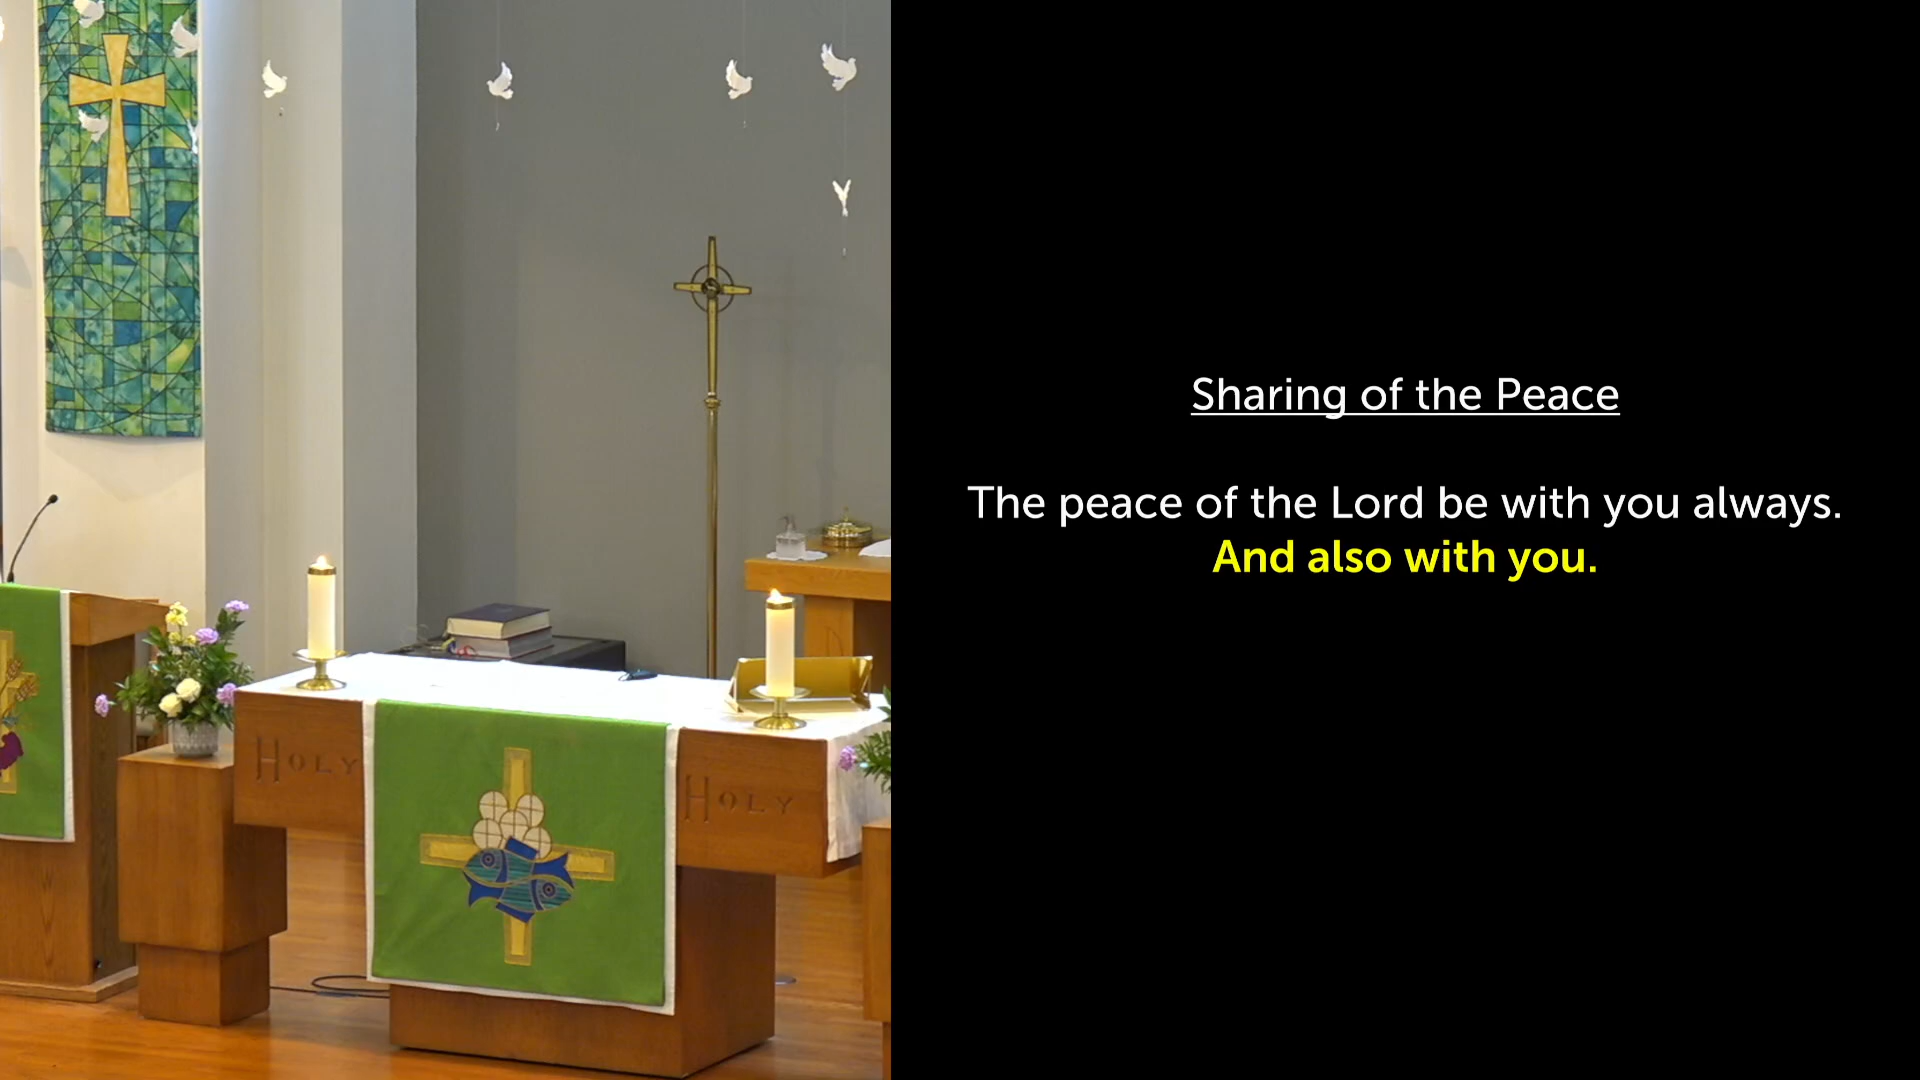 Sharing of the Peace
The peace of the Lord be with you always.
And also with you.
HOLY
HOLY